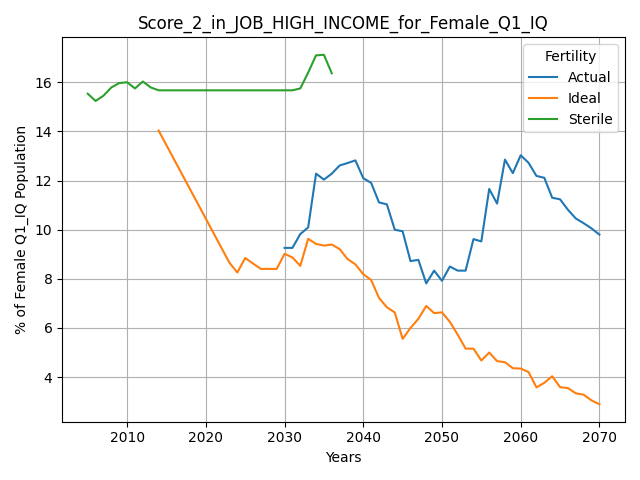 Score_2_in_JOB_HIGH_INCOME_for_Female_Q1_IQ
% of Female Q1_IQ Population
16
14
12
10
8
6
4
Fertility
Actual
Ideal
Sterile
2010 2020 2030 2040 2050 2060 2070
Years